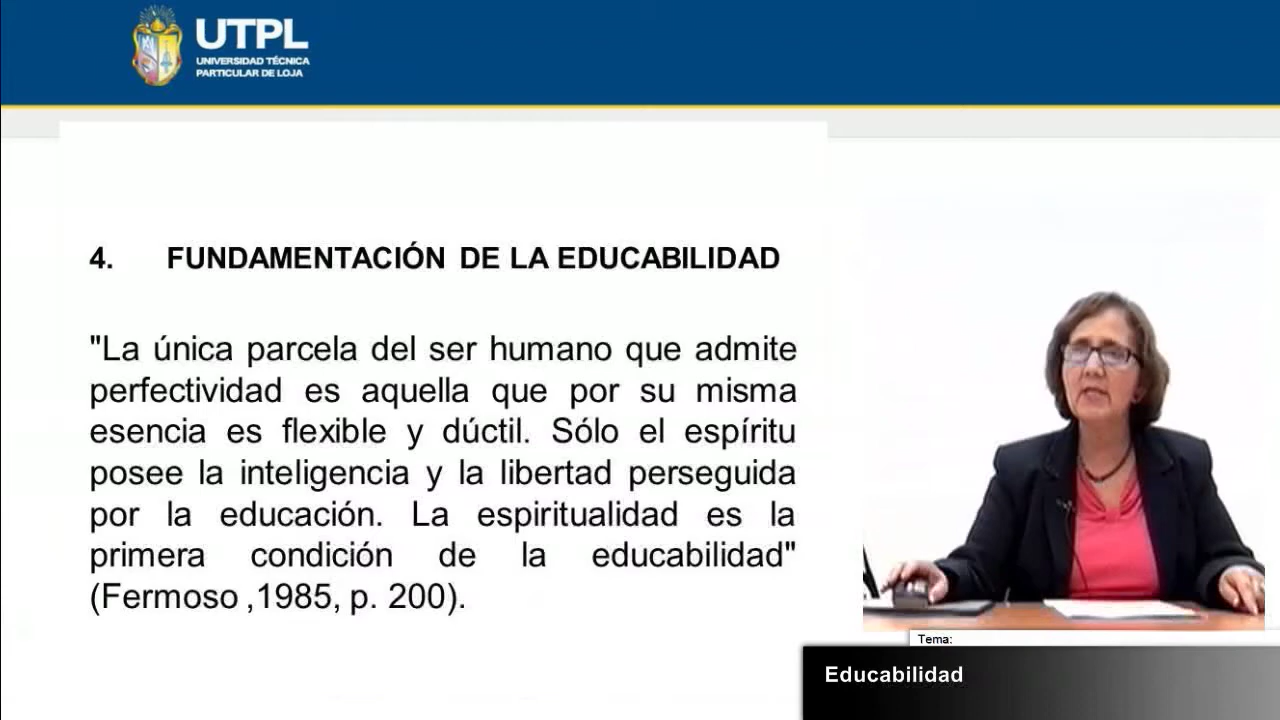 UTPL
UNIVERSIDAD TÉCNICA
PARTICULAR DE LOJA
4. FUNDAMENTACIÓN DE LA EDUCABILIDAD
"La única parcela del ser humano que admite
perfectividad es aquella que por su misma
esencia es flexible y dúctil. Sólo el espíritu
posee la inteligencia y la libertad perseguida
por la educación. La espiritualidad es la
primera condición de la educabilidad"
(Fermoso ,1985, p. 200).
Tema:
Educabilidad